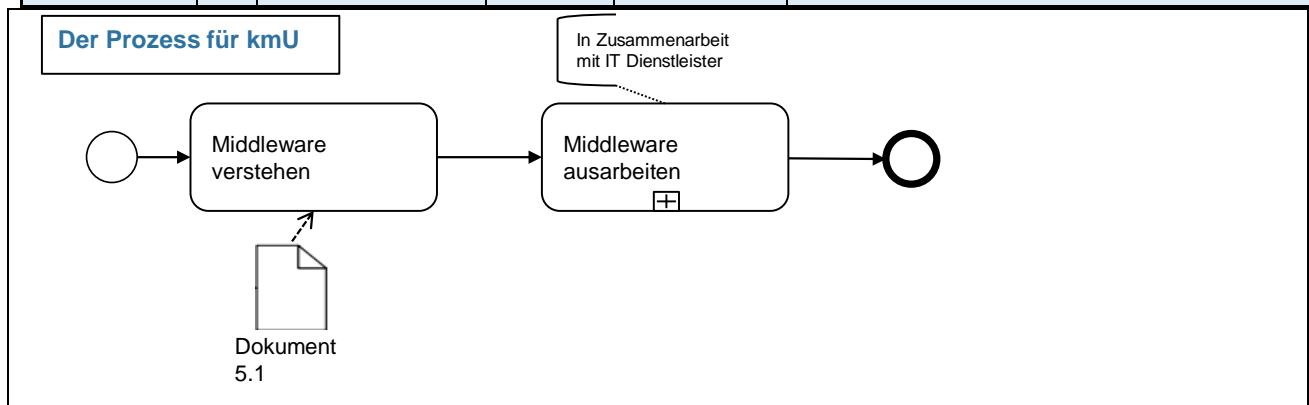 Der Prozess für kmU
In Zusammenarbeit
mit IT Dienstleister
Middleware
verstehen
Middleware
ausarbeiten
Dokument
5.1